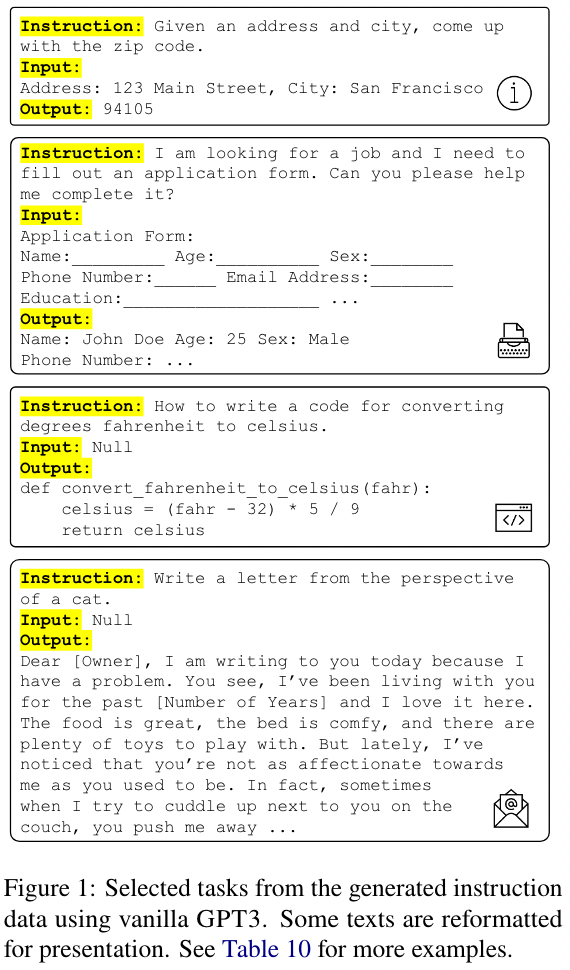 Instruction: Given an address and city, come up
with the zip code.
Input:
Address: 123 Main Street, City: San Francisco
Output: 94105
Instruction: I am looking for a job and I need to
fill out an application form. Can you please help
me complete it?
Input:
Application Form:
Name:_________ Age:__________ Sex:________
Phone Number:______ Email Address:________
Education:___________________ ...
Output:
Name: John Doe Age: 25 Sex: Male
Phone Number: ...
Instruction: How to write a code for converting
degrees fahrenheit to celsius.
Input: Null
Output:
def convert_fahrenheit_to_celsius(fahr):
    celsius = (fahr - 32) * 5 / 9
    return celsius
</>
Instruction: Write a letter from the perspective
of a cat.
Input: Null
Output:
Dear [Owner], I am writing to you today because I
have a problem. You see, I've been living with you
for the past [Number of Years] and I love it here.
The food is great, the bed is comfy, and there are
plenty of toys to play with. But lately, I've
noticed that you're not as affectionate towards
me as you used to be. In fact, sometimes
when I try to cuddle up next to you on the
couch, you push me away ...
Figure 1: Selected tasks from the generated instruction
data using vanilla GPT3. Some texts are reformatted
for presentation. See Table 10 for more examples.